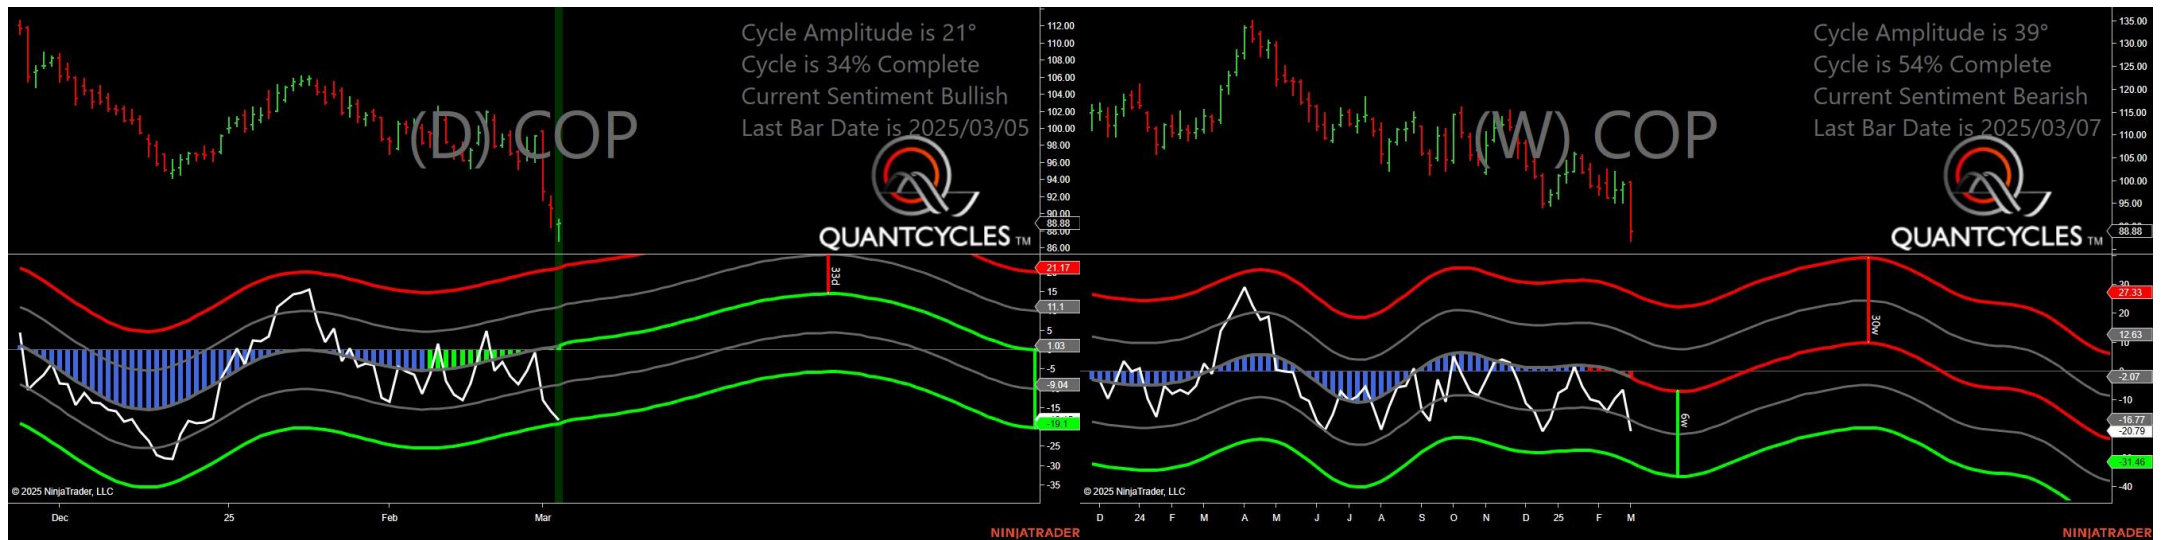 Cycle Amplitude is 21°
Cycle is 34% Complete
Current Sentiment Bullish
Last Bar Date is 2025/03/05
(D) COP
QUANTCYCLES TM
112.00
110.00
108.00
106.00
104.00
102.00
100.00
98.00
96.00
94.00
92.00
90.00
88.88
88.00
86.00
33d
21.17
15
11.1
5
1.03
-5
-9.04
-15
-19.1
-25
-30
-35
© 2025 NinjaTrader, LLC
Dec 25 Feb Mar
NINJATRADER
Cycle Amplitude is 39°
Cycle is 54% Complete
Current Sentiment Bearish
Last Bar Date is 2025/03/07
(W) COP
QUANTCYCLES TM
135.00
130.00
125.00
120.00
115.00
110.00
105.00
100.00
95.00
88.88
30w
6w
30
27.33
20
12.63
10
-2.07
-10
-16.77
-20.79
-31.46
-40
© 2025 NinjaTrader, LLC
D 24 F M A M J J A S O N D 25 F M
NINJATRADER